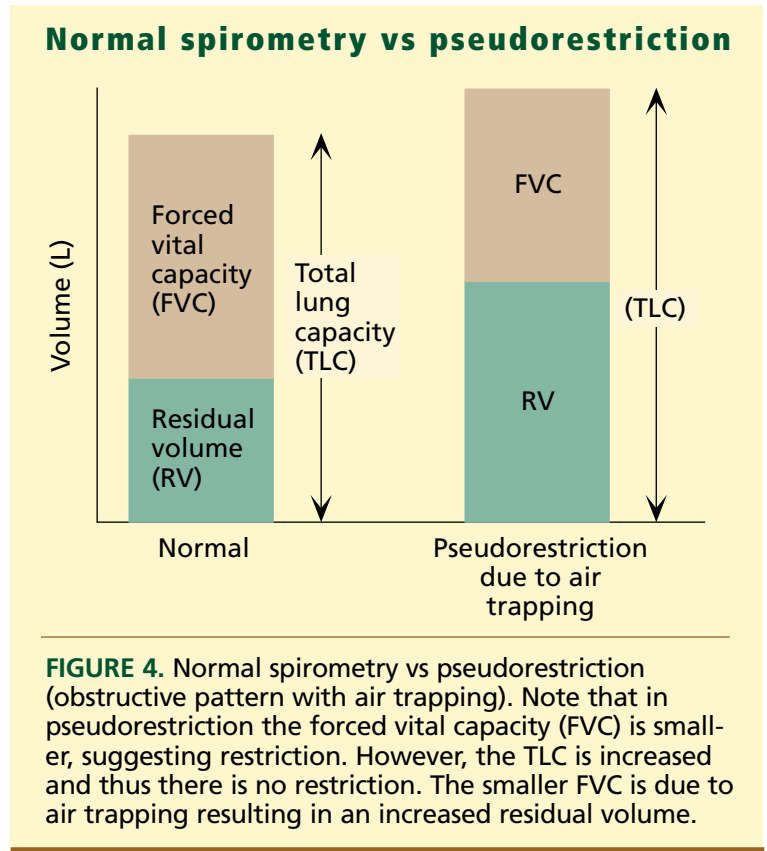 Normal spirometry vs pseudorestriction
Volume (L)
Forced
vital
capacity
(FVC)
Residual
volume
(RV)
Total
lung
capacity
(TLC)
FVC
RV
(TLC)
Normal
Pseudorestriction
due to air
trapping
FIGURE 4. Normal spirometry vs pseudorestriction
(obstructive pattern with air trapping). Note that in
pseudorestriction the forced vital capacity (FVC) is small-
er, suggesting restriction. However, the TLC is increased
and thus there is no restriction. The smaller FVC is due to
air trapping resulting in an increased residual volume.